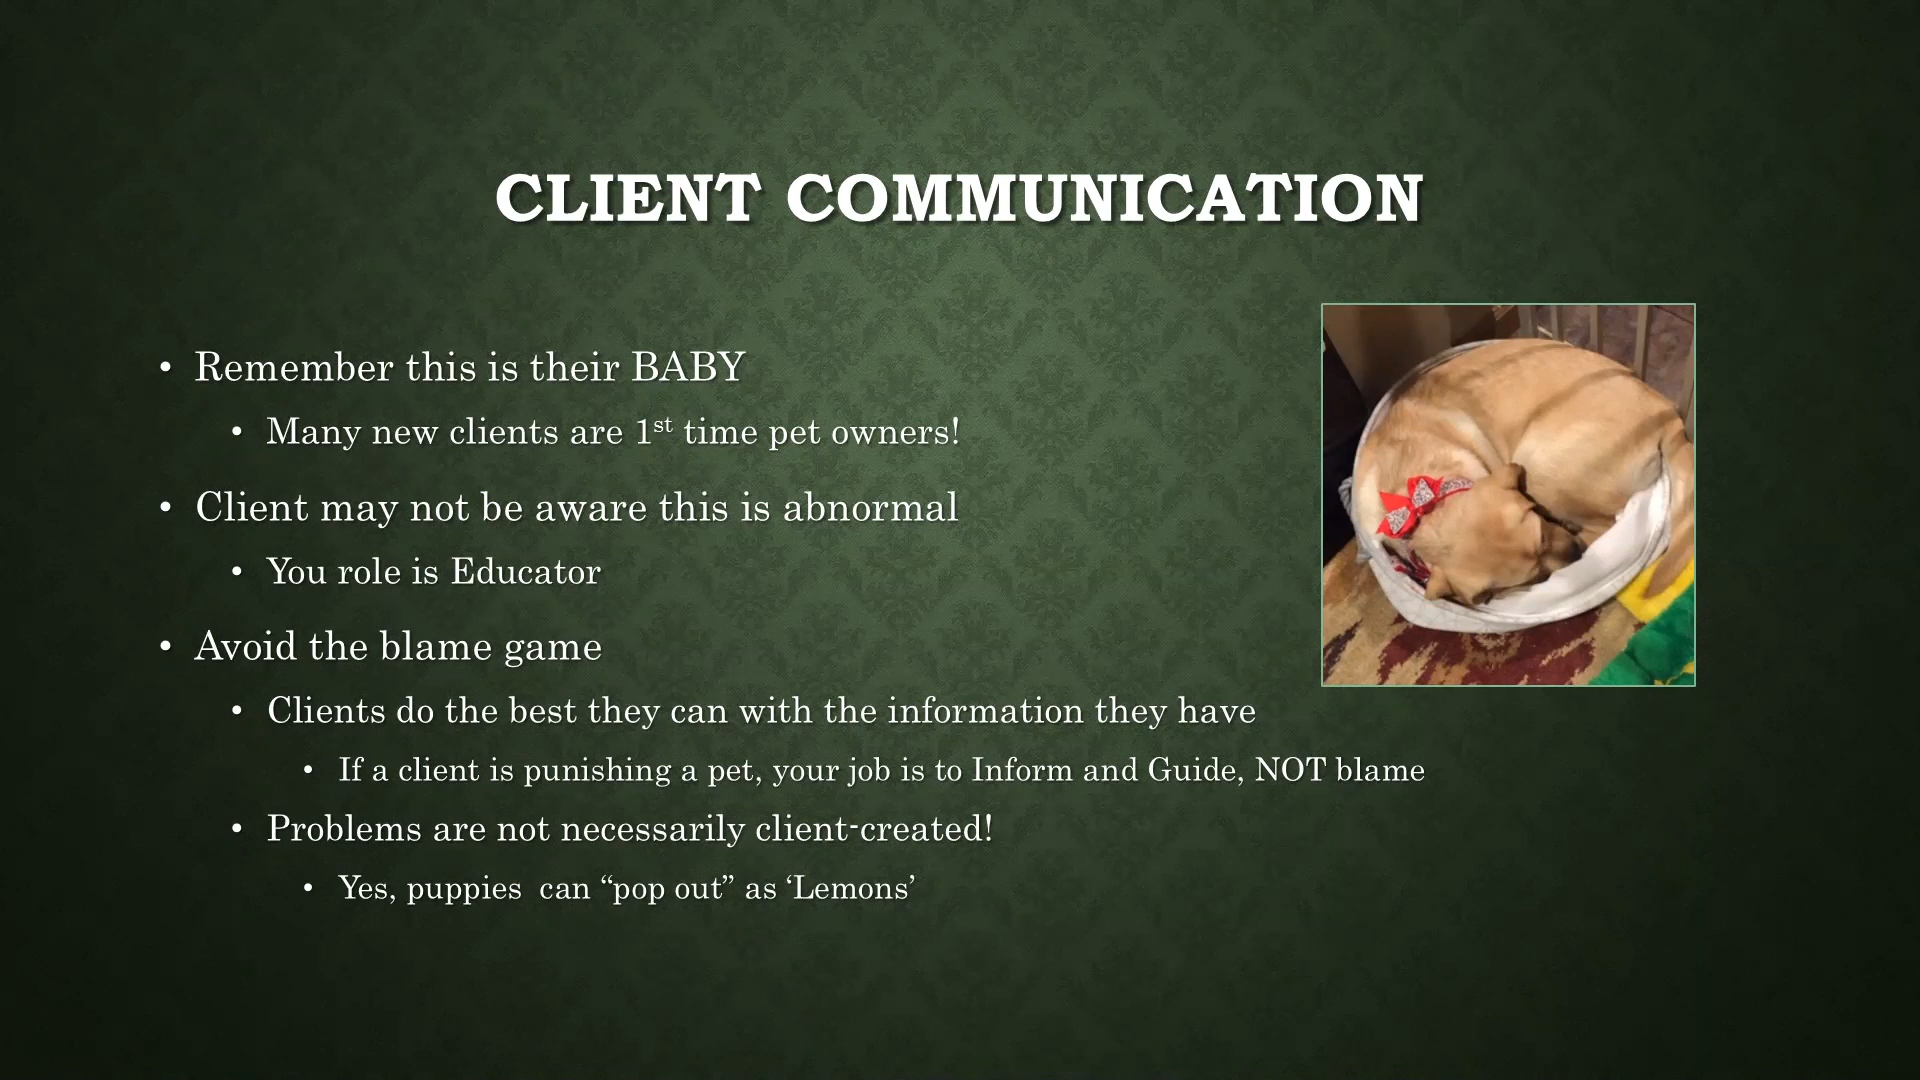 CLIENT COMMUNICATION
• Remember this is their BABY
• Many new clients are 1st time pet owners!
• Client may not be aware this is abnormal
• You role is Educator
• Avoid the blame game
• Clients do the best they can with the information they have
• If a client is punishing a pet, your job is to Inform and Guide, NOT blame
• Problems are not necessarily client-created!
• Yes, puppies  can “pop out” as ‘Lemons’